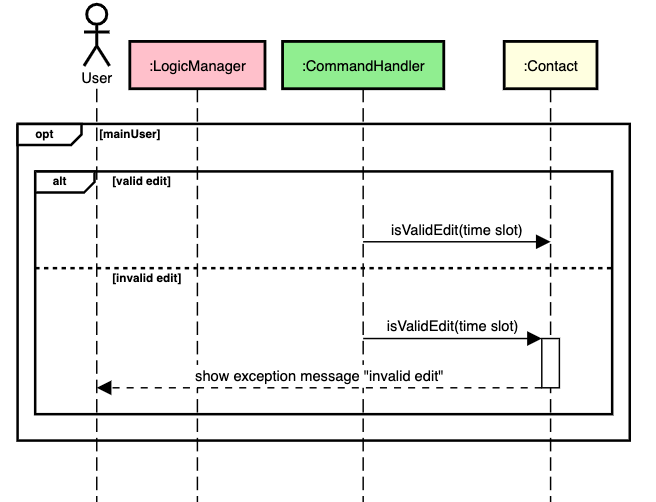 User
:LogicManager
:CommandHandler
:Contact
opt
[mainUser]
alt
[valid edit]
isValidEdit(time slot)
[invalid edit]
isValidEdit(time slot)
show exception message "invalid edit"